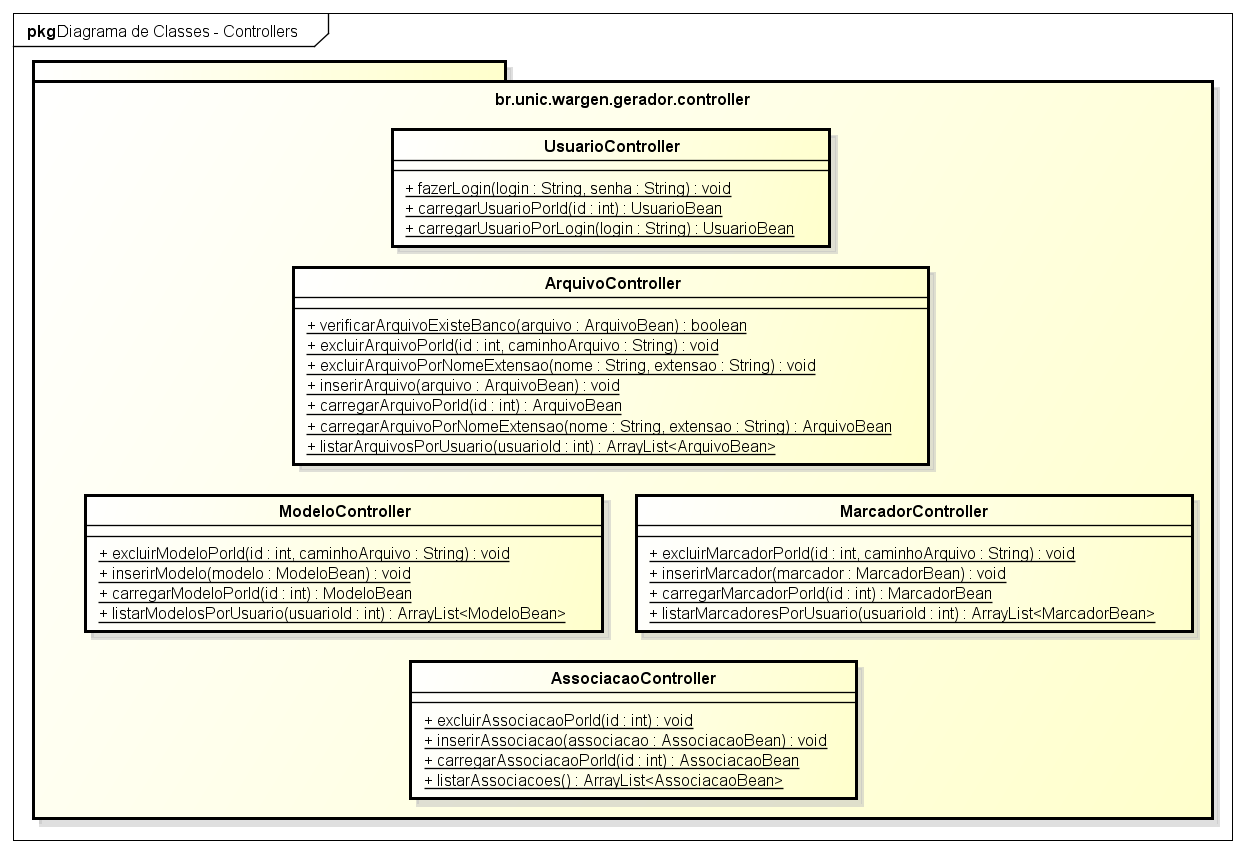 pkg Diagrama de Classes - Controllers
br.unic.wargen.gerador.controller
UsuarioController
+ fazerLogin(login : String, senha : String) : void
+ carregarUsuarioPorId(id : int) : UsuarioBean
+ carregarUsuarioPorLogin(login : String) : UsuarioBean
ArquivoController
+ verificarArquivoExisteBanco(arquivo : ArquivoBean) : boolean
+ excluirArquivoPorId(id : int, caminhoArquivo : String) : void
+ excluirArquivoPorNomeExtensao(nome : String, extensao : String) : void
+ inserirArquivo(arquivo : ArquivoBean) : void
+ carregarArquivoPorId(id : int) : ArquivoBean
+ carregarArquivoPorNomeExtensao(nome : String, extensao : String) : ArquivoBean
+ listarArquivosPorUsuario(usuarioId : int) : ArrayList<ArquivoBean>
ModeloController
+ excluirModeloPorId(id : int, caminhoArquivo : String) : void
+ inserirModelo(modelo : ModeloBean) : void
+ carregarModeloPorId(id : int) : ModeloBean
+ listarModelosPorUsuario(usuarioId : int) : ArrayList<ModeloBean>
MarcadorController
+ excluirMarcadorPorId(id : int, caminhoArquivo : String) : void
+ inserirMarcador(marcador : MarcadorBean) : void
+ carregarMarcadorPorId(id : int) : MarcadorBean
+ listarMarcadoresPorUsuario(usuarioId : int) : ArrayList<MarcadorBean>
AssociacaoController
+ excluirAssociacaoPorId(id : int) : void
+ inserirAssociacao(associacao : AssociacaoBean) : void
+ carregarAssociacaoPorId(id : int) : AssociacaoBean
+ listarAssociacoes() : ArrayList<AssociacaoBean>